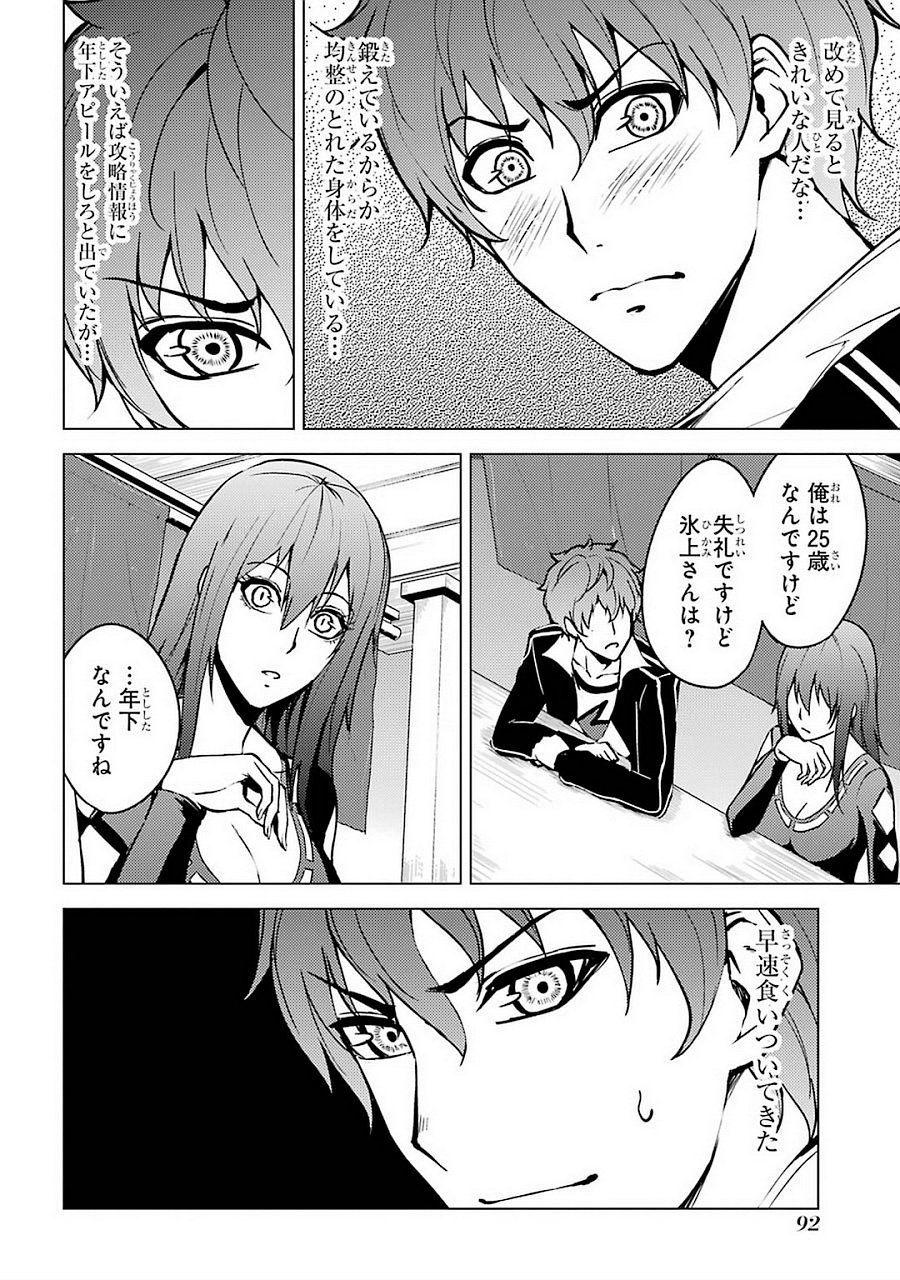 改めて見ると
きれいな人だな…
鍛えているからか
均整のとれた身体をしている…
そういえば攻略情報に
年下アピールをしろと出ていたが…
俺は25歳
なんですけど
失礼ですけど
氷上さんは?
…年下
なんですね
早速食いついてきた
92